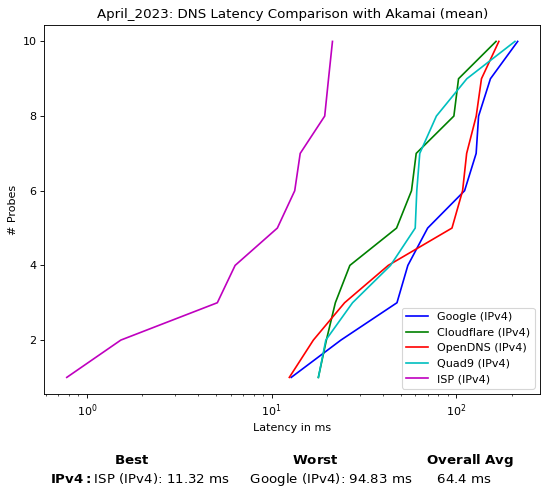 April_2023: DNS Latency Comparison with Akamai (mean)
10
8
6
4
2
# Probes
Google (IPv4)
Cloudflare (IPv4)
OpenDNS (IPv4)
Quad9 (IPv4)
ISP (IPv4)
10⁰ 10¹ 10²
Latency in ms
Best Worst Overall Avg
IPv4: ISP (IPv4): 11.32 ms Google (IPv4): 94.83 ms 64.4 ms